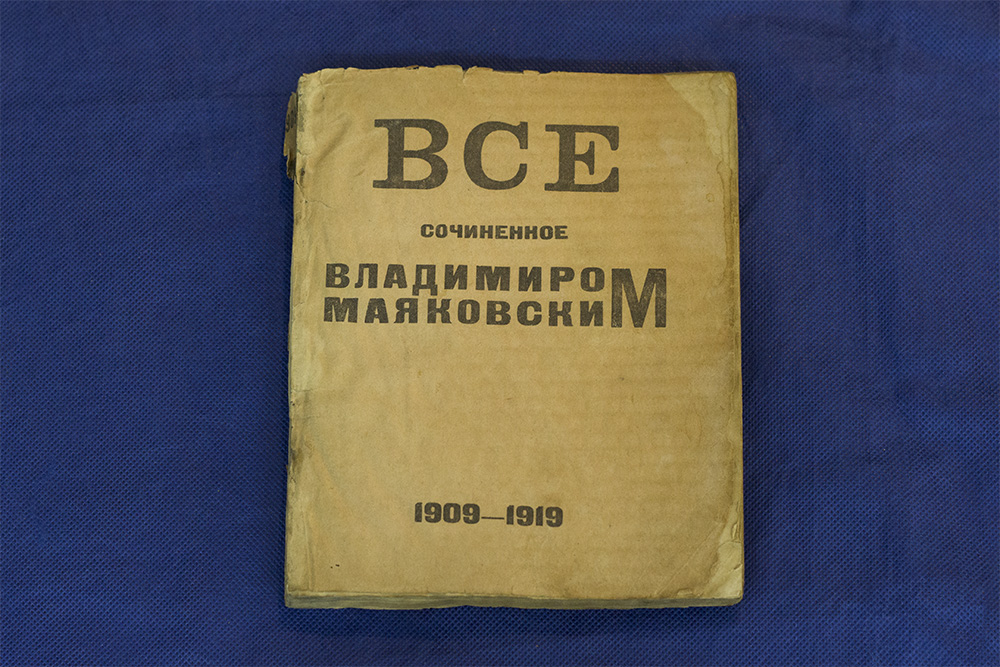 ВСЕ
СОЧИНЕННОЕ
ВЛАДИМИРОМ
МАЯКОВСКИМ
1909—1919